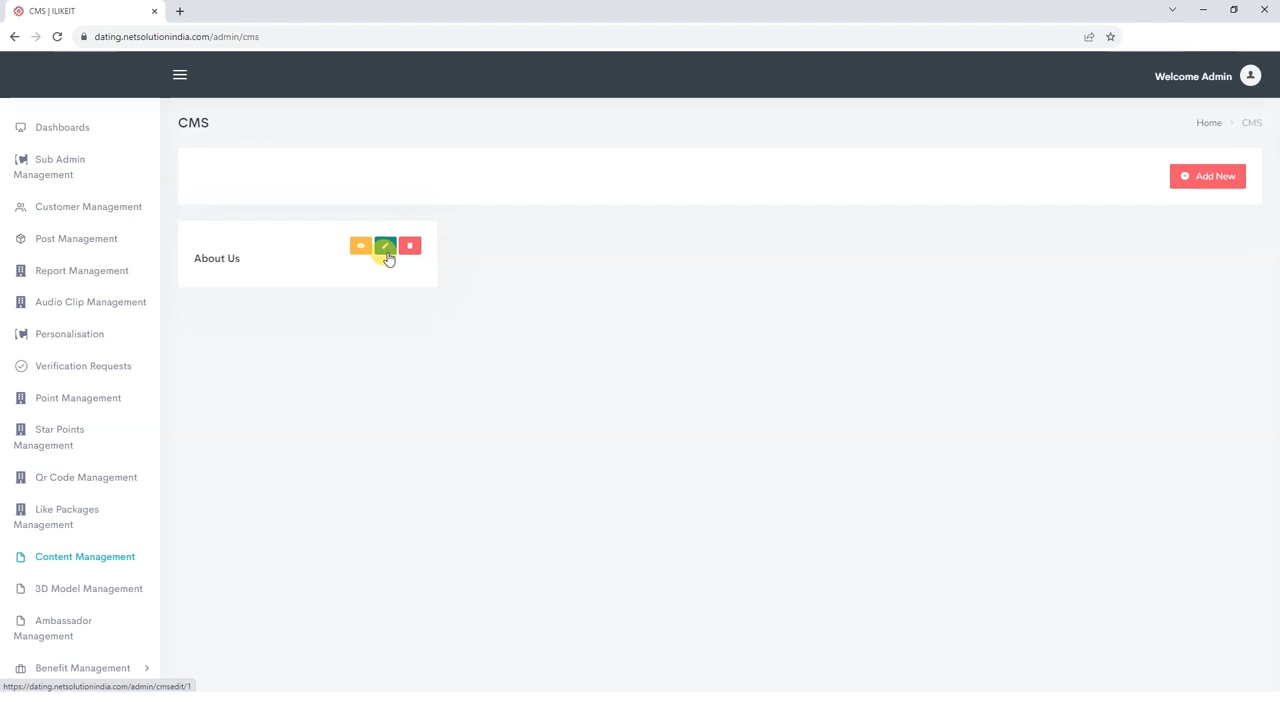 CMS | ILIKEIT
dating.netsolutionindia.com/admin/cms
Welcome Admin
Dashboards
Sub Admin
Management
Customer Management
Post Management
Report Management
Audio Clip Management
Personalisation
Verification Requests
Point Management
Star Points
Management
Qr Code Management
Like Packages
Management
Content Management
3D Model Management
Ambassador
Management
Benefit Management
CMS
Home > CMS
Add New
About Us
https://dating.netsolutionindia.com/admin/cmsedit/1